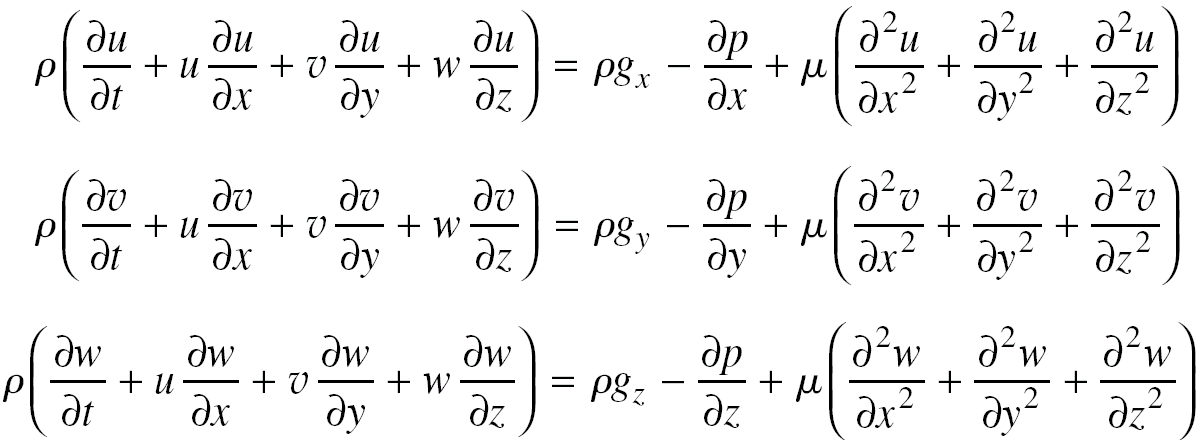 ρ(∂u/∂t + u ∂u/∂x + v ∂u/∂y + w ∂u/∂z) = ρg_x − ∂p/∂x + μ(∂²u/∂x² + ∂²u/∂y² + ∂²u/∂z²)
ρ(∂v/∂t + u ∂v/∂x + v ∂v/∂y + w ∂v/∂z) = ρg_y − ∂p/∂y + μ(∂²v/∂x² + ∂²v/∂y² + ∂²v/∂z²)
ρ(∂w/∂t + u ∂w/∂x + v ∂w/∂y + w ∂w/∂z) = ρg_z − ∂p/∂z + μ(∂²w/∂x² + ∂²w/∂y² + ∂²w/∂z²)